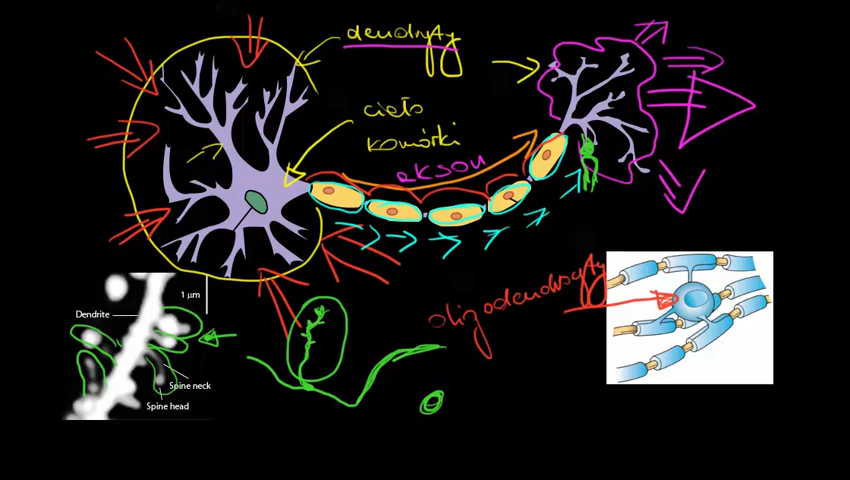 dendryty
ciało
komórki
akson
oligodendrocyty
1 µm
Dendrite
Spine neck
Spine head